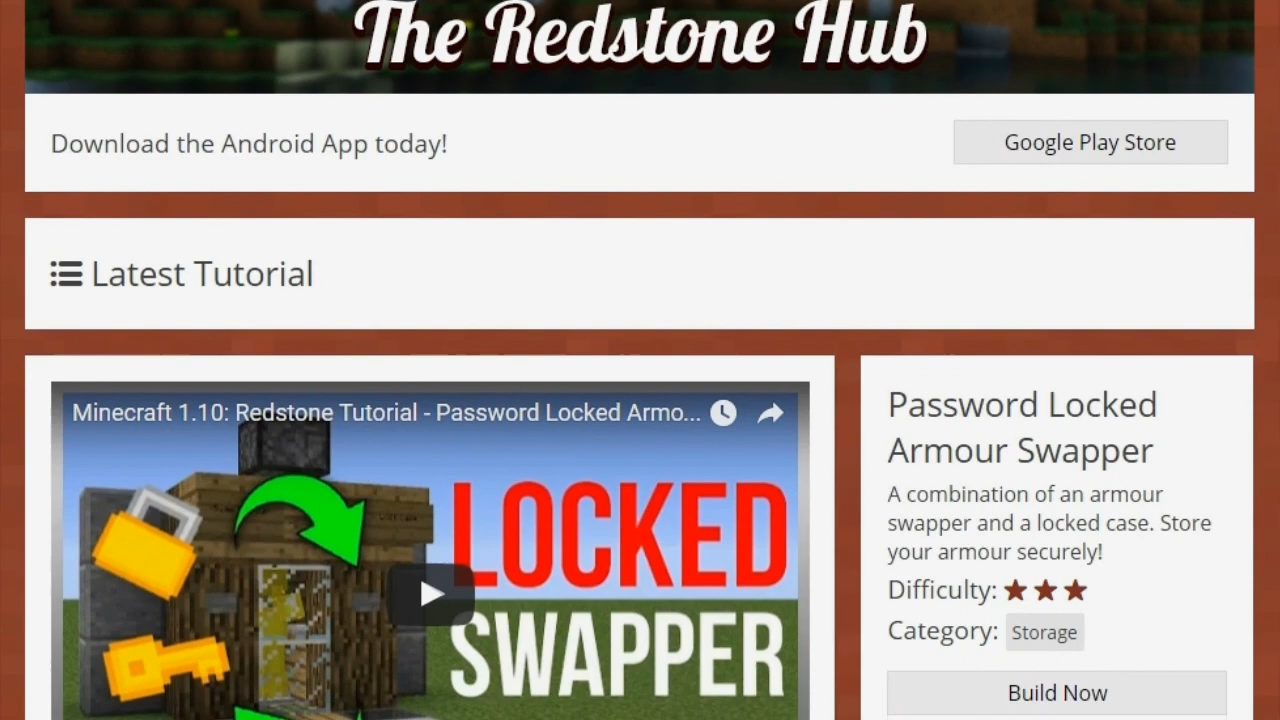 The Redstone Hub
Download the Android App today!
Google Play Store
Latest Tutorial
Minecraft 1.10: Redstone Tutorial - Password Locked Armo...
LOCKED
SWAPPER
Password Locked
Armour Swapper
A combination of an armour
swapper and a locked case. Store
your armour securely!
Difficulty:
Category: Storage
Build Now